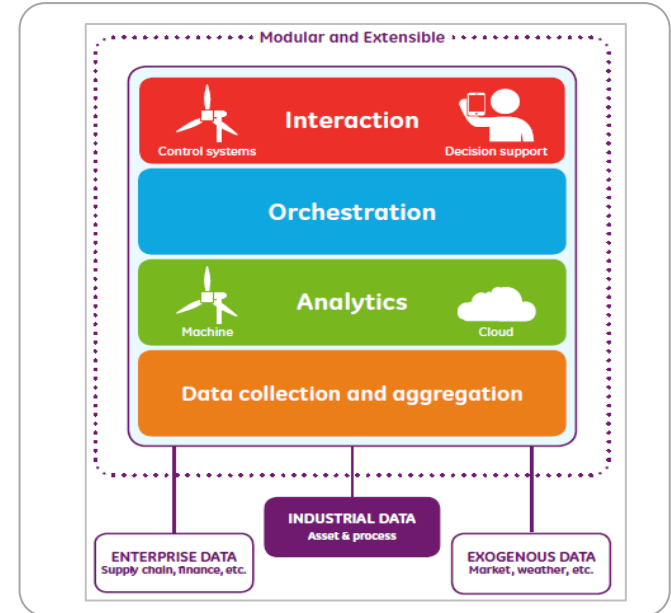 Modular and Extensible
Interaction
Control systems
Decision support
Orchestration
Analytics
Machine
Cloud
Data collection and aggregation
INDUSTRIAL DATA
Asset & process
ENTERPRISE DATA
Supply chain, finance, etc.
EXOGENOUS DATA
Market, weather, etc.